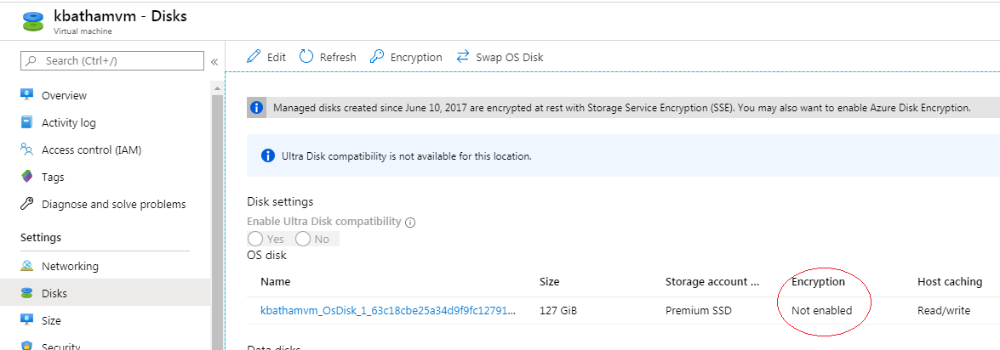 kbathamvm - Disks
Virtual machine
Search (Ctrl+/)
«
Overview
Activity log
Access control (IAM)
Tags
Diagnose and solve problems
Settings
Networking
Disks
Size
Security
Edit
Refresh
Encryption
Swap OS Disk
Managed disks created since June 10, 2017 are encrypted at rest with Storage Service Encryption (SSE). You may also want to enable Azure Disk Encryption.
Ultra Disk compatibility is not available for this location.
Disk settings
Enable Ultra Disk compatibility
Yes No
OS disk
Name Size Storage account ... Encryption Host caching
kbathamvm_OsDisk_1_63c18cbe25a34d9f9fc12791... 127 GiB Premium SSD Not enabled Read/write
Data disks